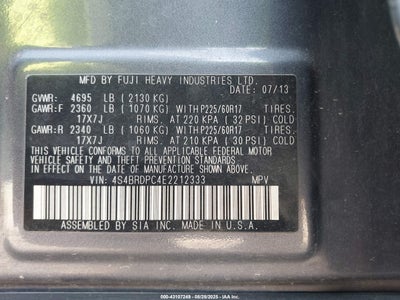 MFD BY FUJI HEAVY INDUSTRIES LTD.
DATE: 07/13
GVWR: 4695 LB (2130 KG)
GAWR:F 2360 LB (1070 KG) WITH P225/60R17 TIRES.
17X7J RIMS. AT 220 KPA (32 PSI) COLD
GAWR:R 2340 LB (1060 KG) WITH P225/60R17 TIRES.
17X7J RIMS. AT 210 KPA (30 PSI) COLD
THIS VEHICLE CONFORMS TO ALL APPLICABLE FEDERAL MOTOR
VEHICLE SAFETY AND THEFT PREVENTION STANDARDS IN
EFFECT ON THE DATE OF MANUFACTURE SHOWN ABOVE.
VIN: 4S4BRDPC4E2212333 MPV
ASSEMBLED BY SIA INC. MADE IN U.S.A.
000-43107249 - 08/29/2025 - IAA Inc.